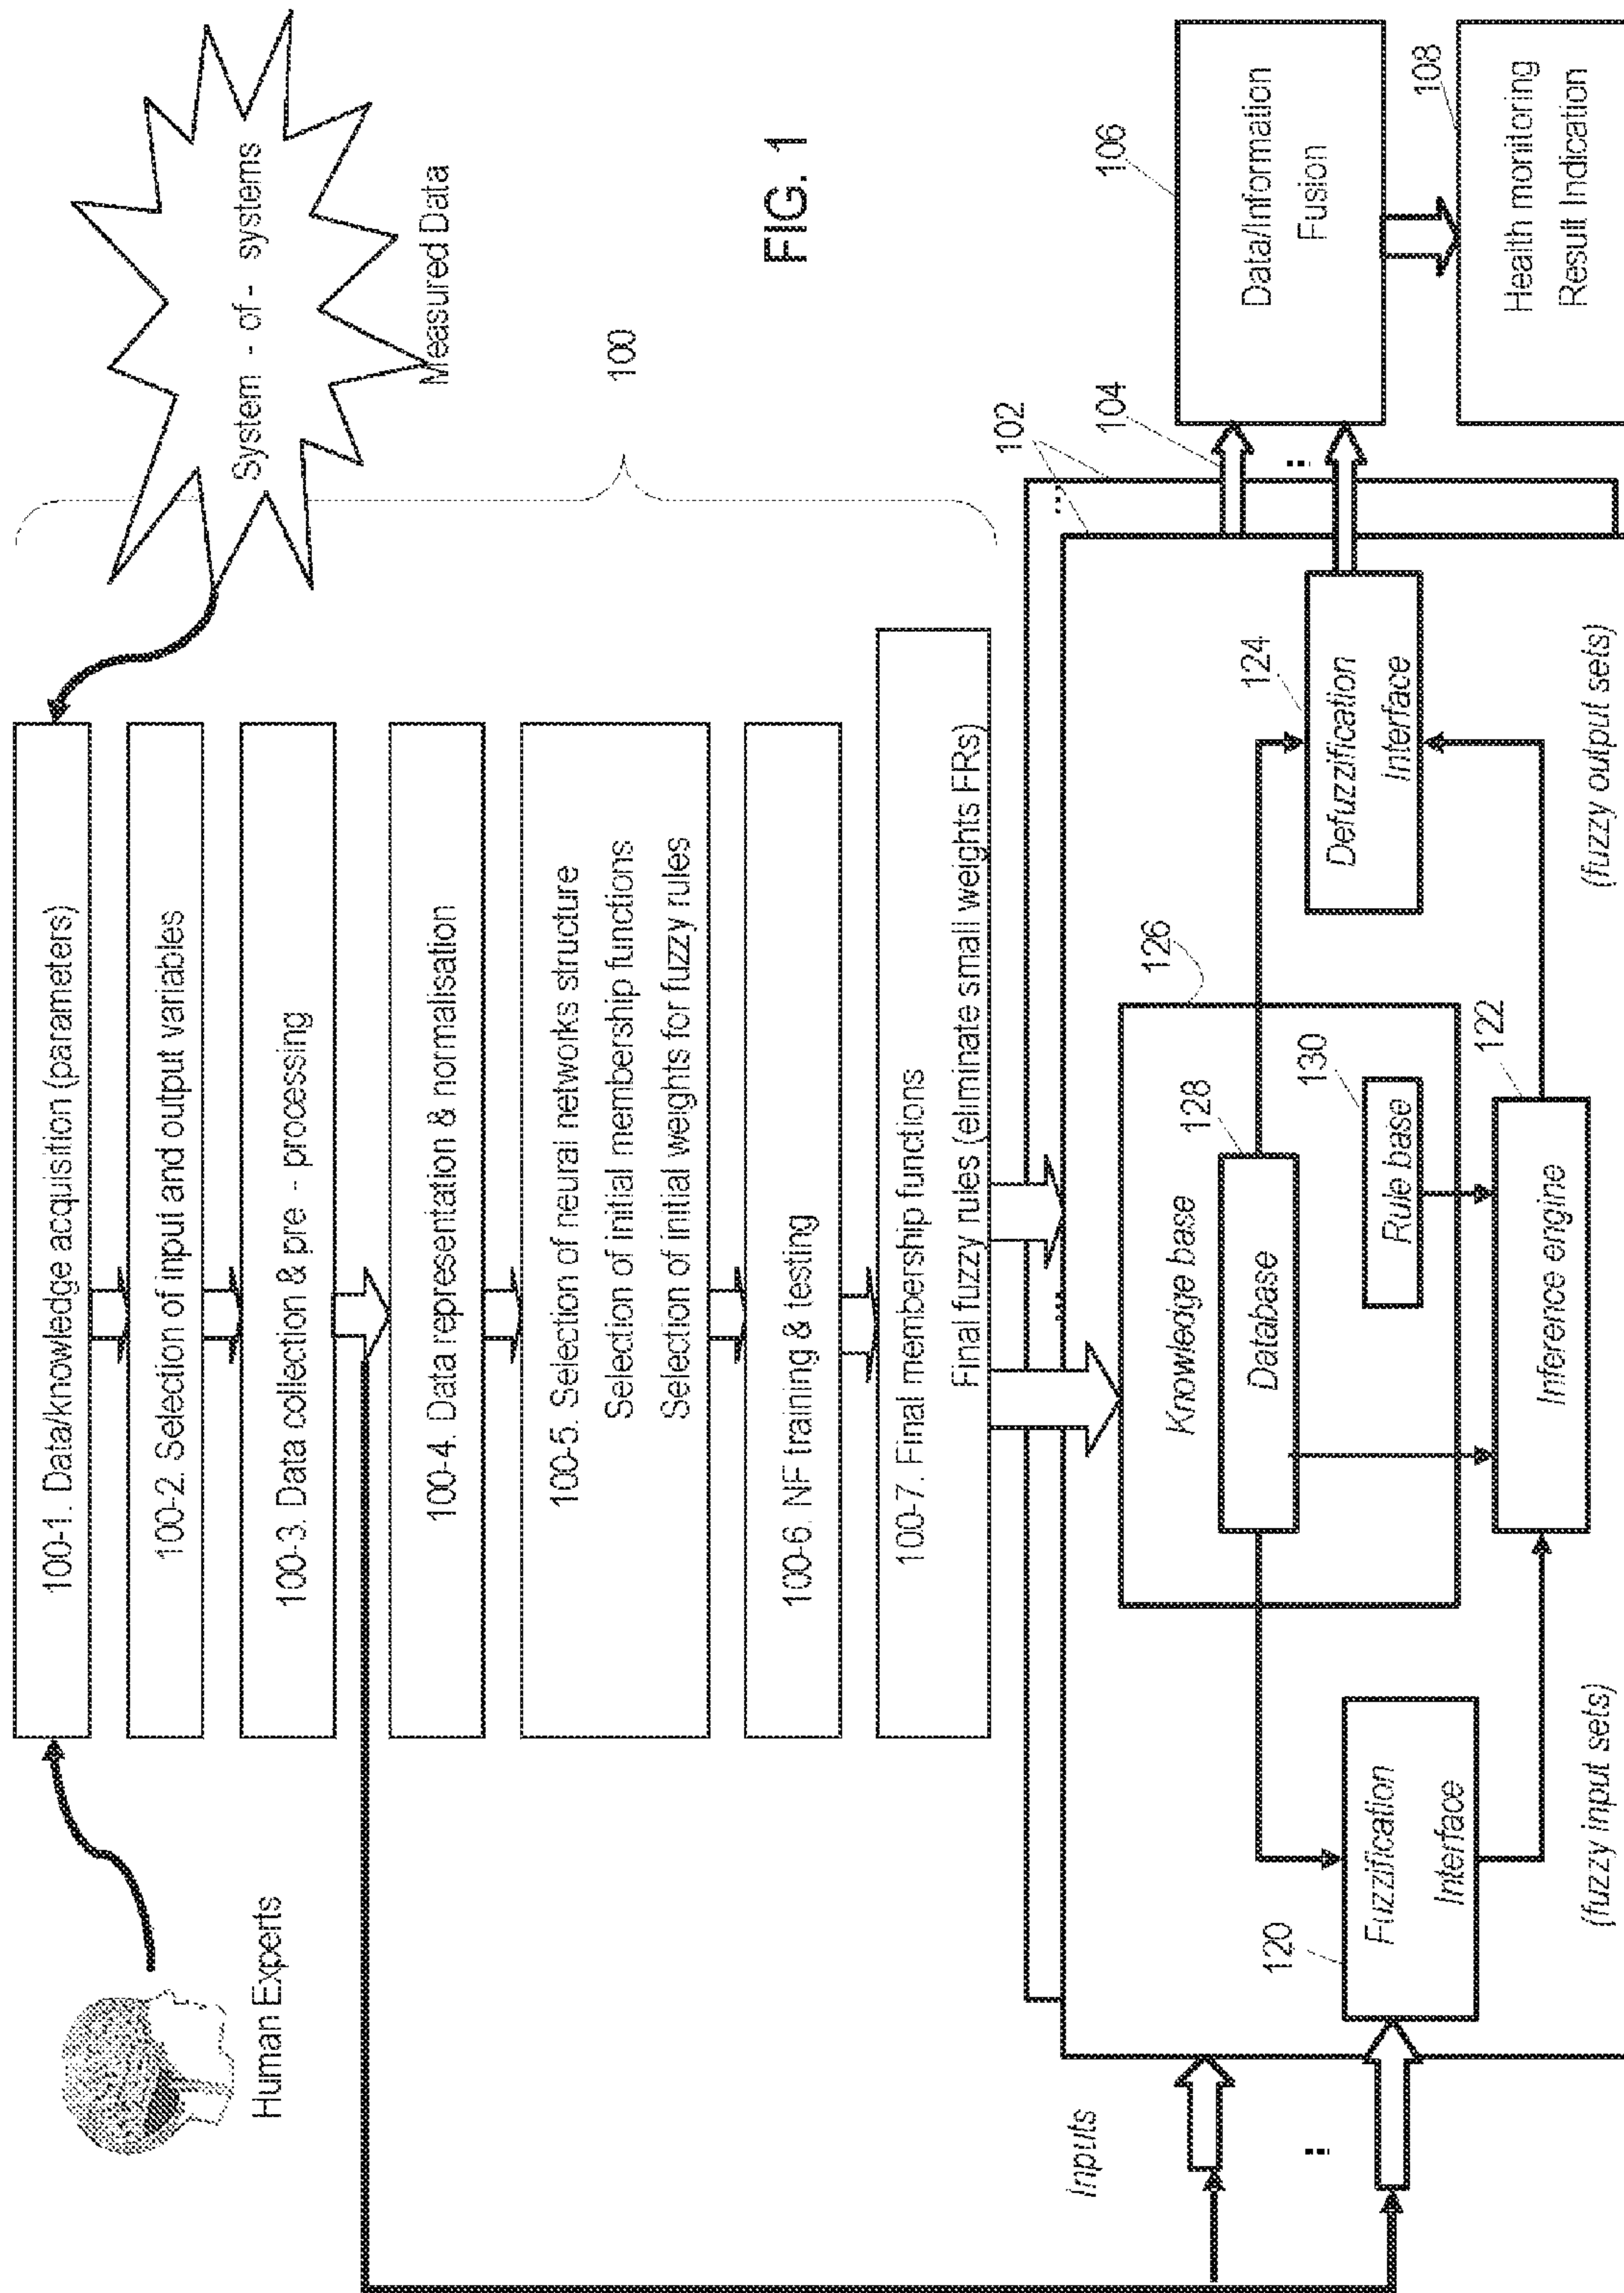 Human Experts
System - of - systems
Measured Data
100-1. Data/knowledge acquisition (parameters)
100-2. Selection of input and output variables
100-3. Data collection & pre - processing
100-4. Data representation & normalisation
100-5. Selection of neural networks structure
Selection of initial membership functions
Selection of initial weights for fuzzy rules
100-6. NF training & testing
100-7. Final membership functions
Final fuzzy rules (eliminate small weights FRs)
100
FIG. 1
Inputs
...
...
...
102
104
...
106
Data/Information
Fusion
108
Health monitoring
Result Indication
126
Knowledge base
128
Database
130
Rule base
120
Fuzzification
Interface
122
Inference engine
124
Defuzzification
Interface
(fuzzy input sets)
(fuzzy output sets)